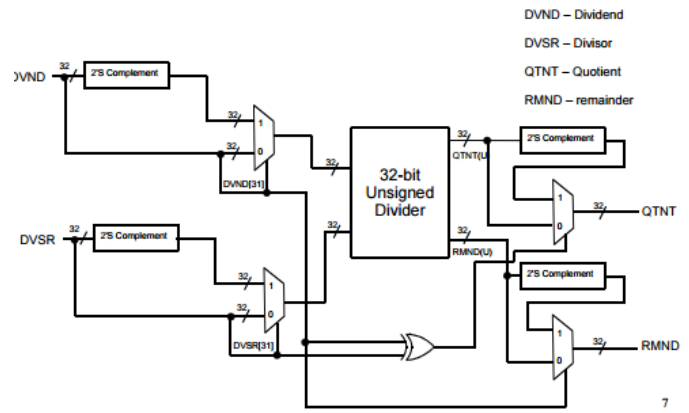 DVND – Dividend
DVSR – Divisor
QTNT – Quotient
RMND – remainder
DVND
32
2'S Complement
32
1
32
0
DVND[31]
32
32-bit
Unsigned
Divider
32
QTNT(U
2'S Complement
1
0
32
QTNT
DVSR
32
2'S Complement
32
1
32
0
DVSR[31]
32
32
RMND(U)
2'S Complement
1
0
32
RMND
7